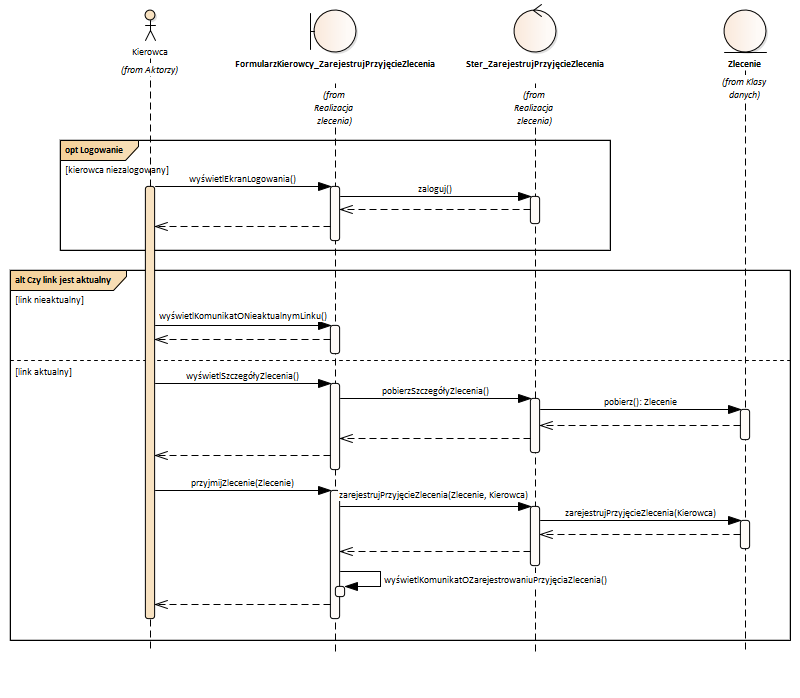 Kierowca
(from Aktorzy)
FormularzKierowcy_ZarejestrujPrzyjęcieZlecenia
(from
Realizacja
zlecenia)
Ster_ZarejestrujPrzyjęcieZlecenia
(from
Realizacja
zlecenia)
Zlecenie
(from Klasy
danych)
opt Logowanie
[kierowca niezalogowany]
wyświetlEkranLogowania()
zaloguj()
alt Czy link jest aktualny
[link nieaktualny]
wyświetlKomunikatONieaktualnymLinku()
[link aktualny]
wyświetlSzczegółyZlecenia()
pobierzSzczegółyZlecenia()
pobierz(): Zlecenie
przyjmijZlecenie(Zlecenie)
zarejestrujPrzyjęcieZlecenia(Zlecenie, Kierowca)
zarejestrujPrzyjęcieZlecenia(Kierowca)
wyświetlKomunikatOZarejestrowaniuPrzyjęciaZlecenia()